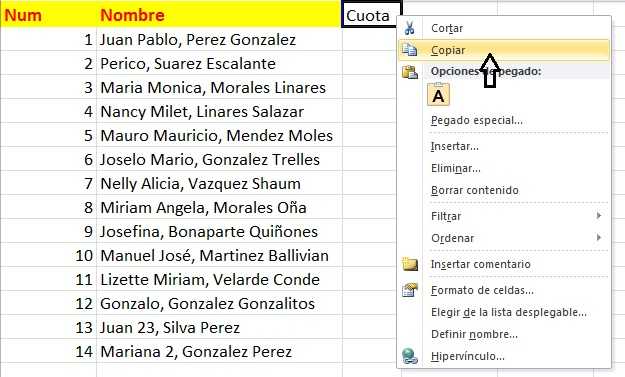 Num Nombre Cuota
1 Juan Pablo, Perez Gonzalez
2 Perico, Suarez Escalante
3 Maria Monica, Morales Linares
4 Nancy Milet, Linares Salazar
5 Mauro Mauricio, Mendez Moles
6 Joselo Mario, Gonzalez Trelles
7 Nelly Alicia, Vazquez Shaum
8 Miriam Angela, Morales Oña
9 Josefina, Bonaparte Quiñones
10 Manuel José, Martinez Ballivian
11 Lizette Miriam, Velarde Conde
12 Gonzalo, Gonzalez Gonzalitos
13 Juan 23, Silva Perez
14 Mariana 2, Gonzalez Perez
Cortar
Copiar
Opciones de pegado:
A
Pegado especial...
Insertar...
Eliminar...
Borrar contenido
Filtrar
Ordenar
Insertar comentario
Formato de celdas...
Elegir de la lista desplegable...
Definir nombre...
Hipervínculo...